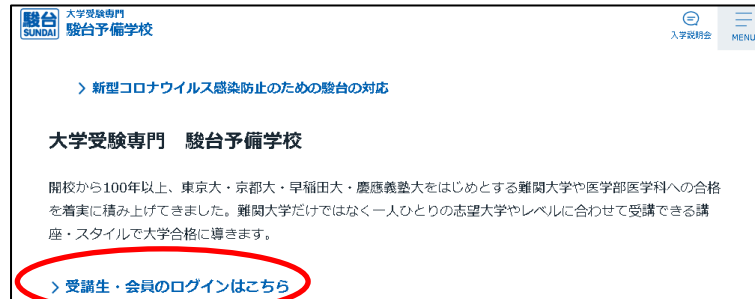 駿台 SUNDAI
大学受験専門
駿台予備学校
入学説明会
MENU
新型コロナウイルス感染防止のための駿台の対応
大学受験専門 駿台予備学校
開校から100年以上、東京大・京都大・早稲田大・慶應義塾大をはじめとする難関大学や医学部医学科への合格
を着実に積み上げてきました。難関大学だけではなく一人ひとりの志望大学やレベルに合わせて受講できる講
座・スタイルで大学合格に導きます。
受講生・会員のログインはこちら